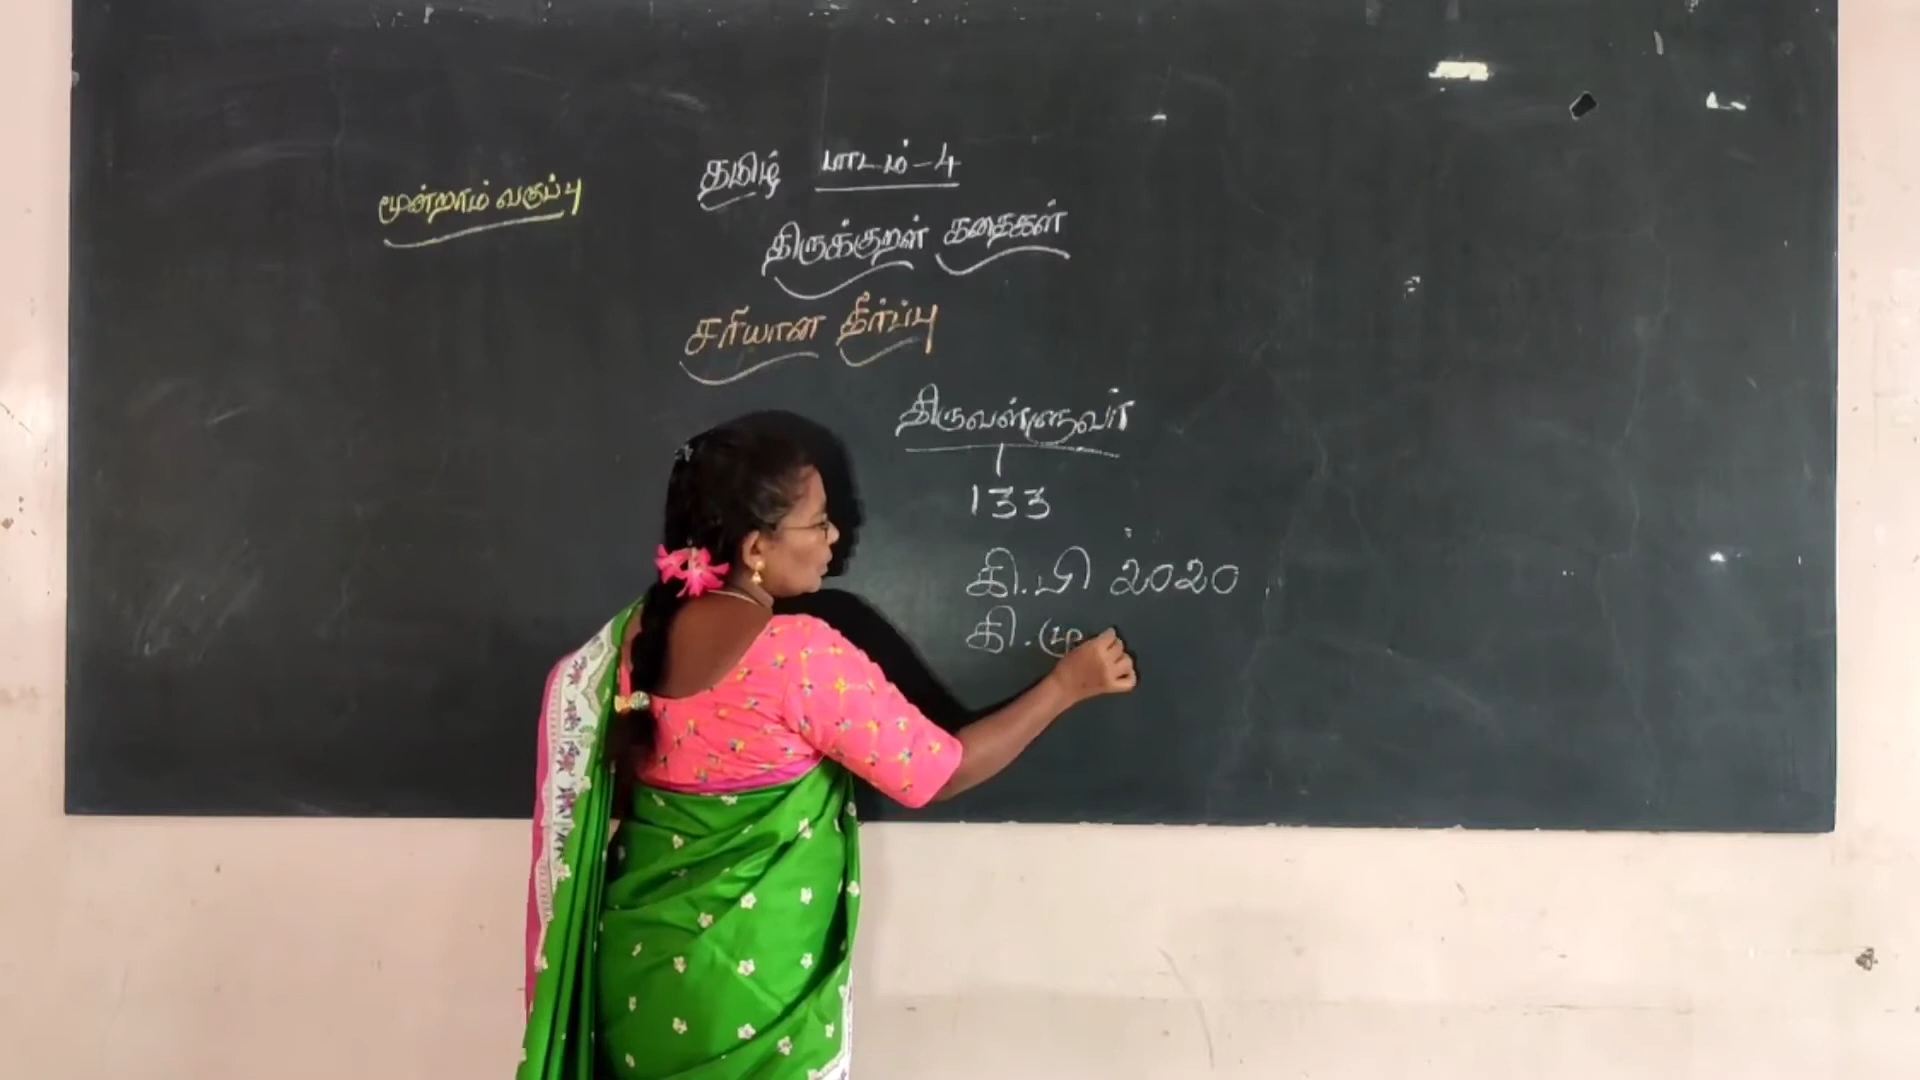 மூன்றாம் வகுப்பு
தமிழ் பாடம் - 4
திருக்குறள் கதைகள்
சரியான தீர்ப்பு
திருவள்ளுவர்
133
கி.பி 2020
கி.மு